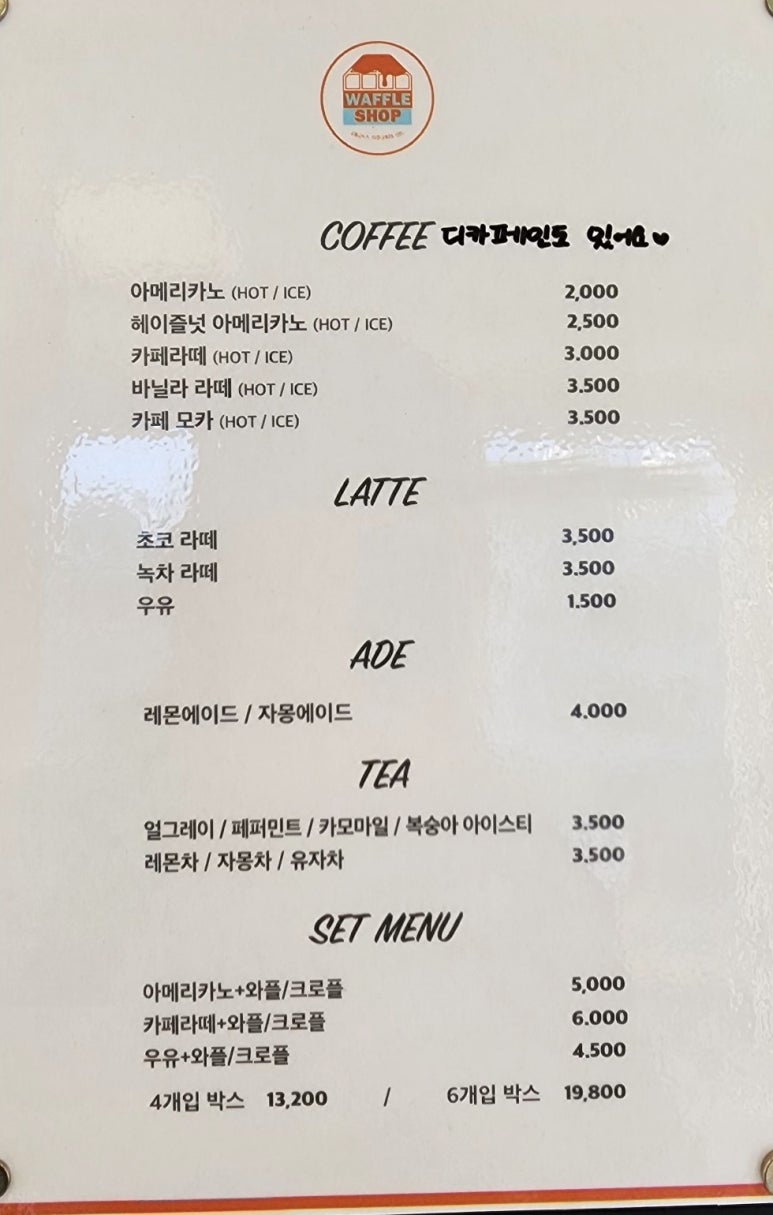 WAFFLE
SHOP
COFFEE 디카페인도 있어요♥
아메리카노 (HOT / ICE) 2,000
헤이즐넛 아메리카노 (HOT / ICE) 2,500
카페라떼 (HOT / ICE) 3.000
바닐라 라떼 (HOT / ICE) 3.500
카페 모카 (HOT / ICE) 3.500
LATTE
초코 라떼 3,500
녹차 라떼 3.500
우유 1.500
ADE
레몬에이드 / 자몽에이드 4.000
TEA
얼그레이 / 페퍼민트 / 카모마일 / 복숭아 아이스티 3.500
레몬차 / 자몽차 / 유자차 3.500
SET MENU
아메리카노+와플/크로플 5,000
카페라떼+와플/크로플 6.000
우유+와플/크로플 4.500
4개입 박스 13,200 / 6개입 박스 19,800